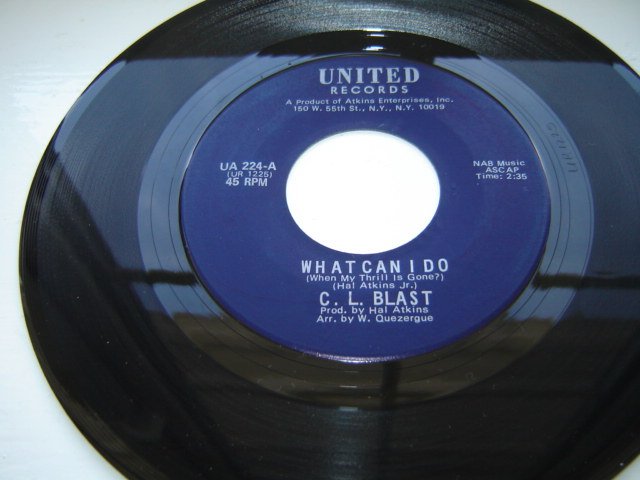 UNITED
RECORDS
A Product of Atkins Enterprises, Inc.
150 W. 55th St., N.Y., N.Y. 10019
UA 224-A
(UR 1225)
45 RPM
NAB Music
ASCAP
Time: 2:35
WHAT CAN I DO
(When My Thrill Is Gone?)
(Hal Atkins Jr.)
C. L. BLAST
Prod. by Hal Atkins
Arr. by W. Quezergue